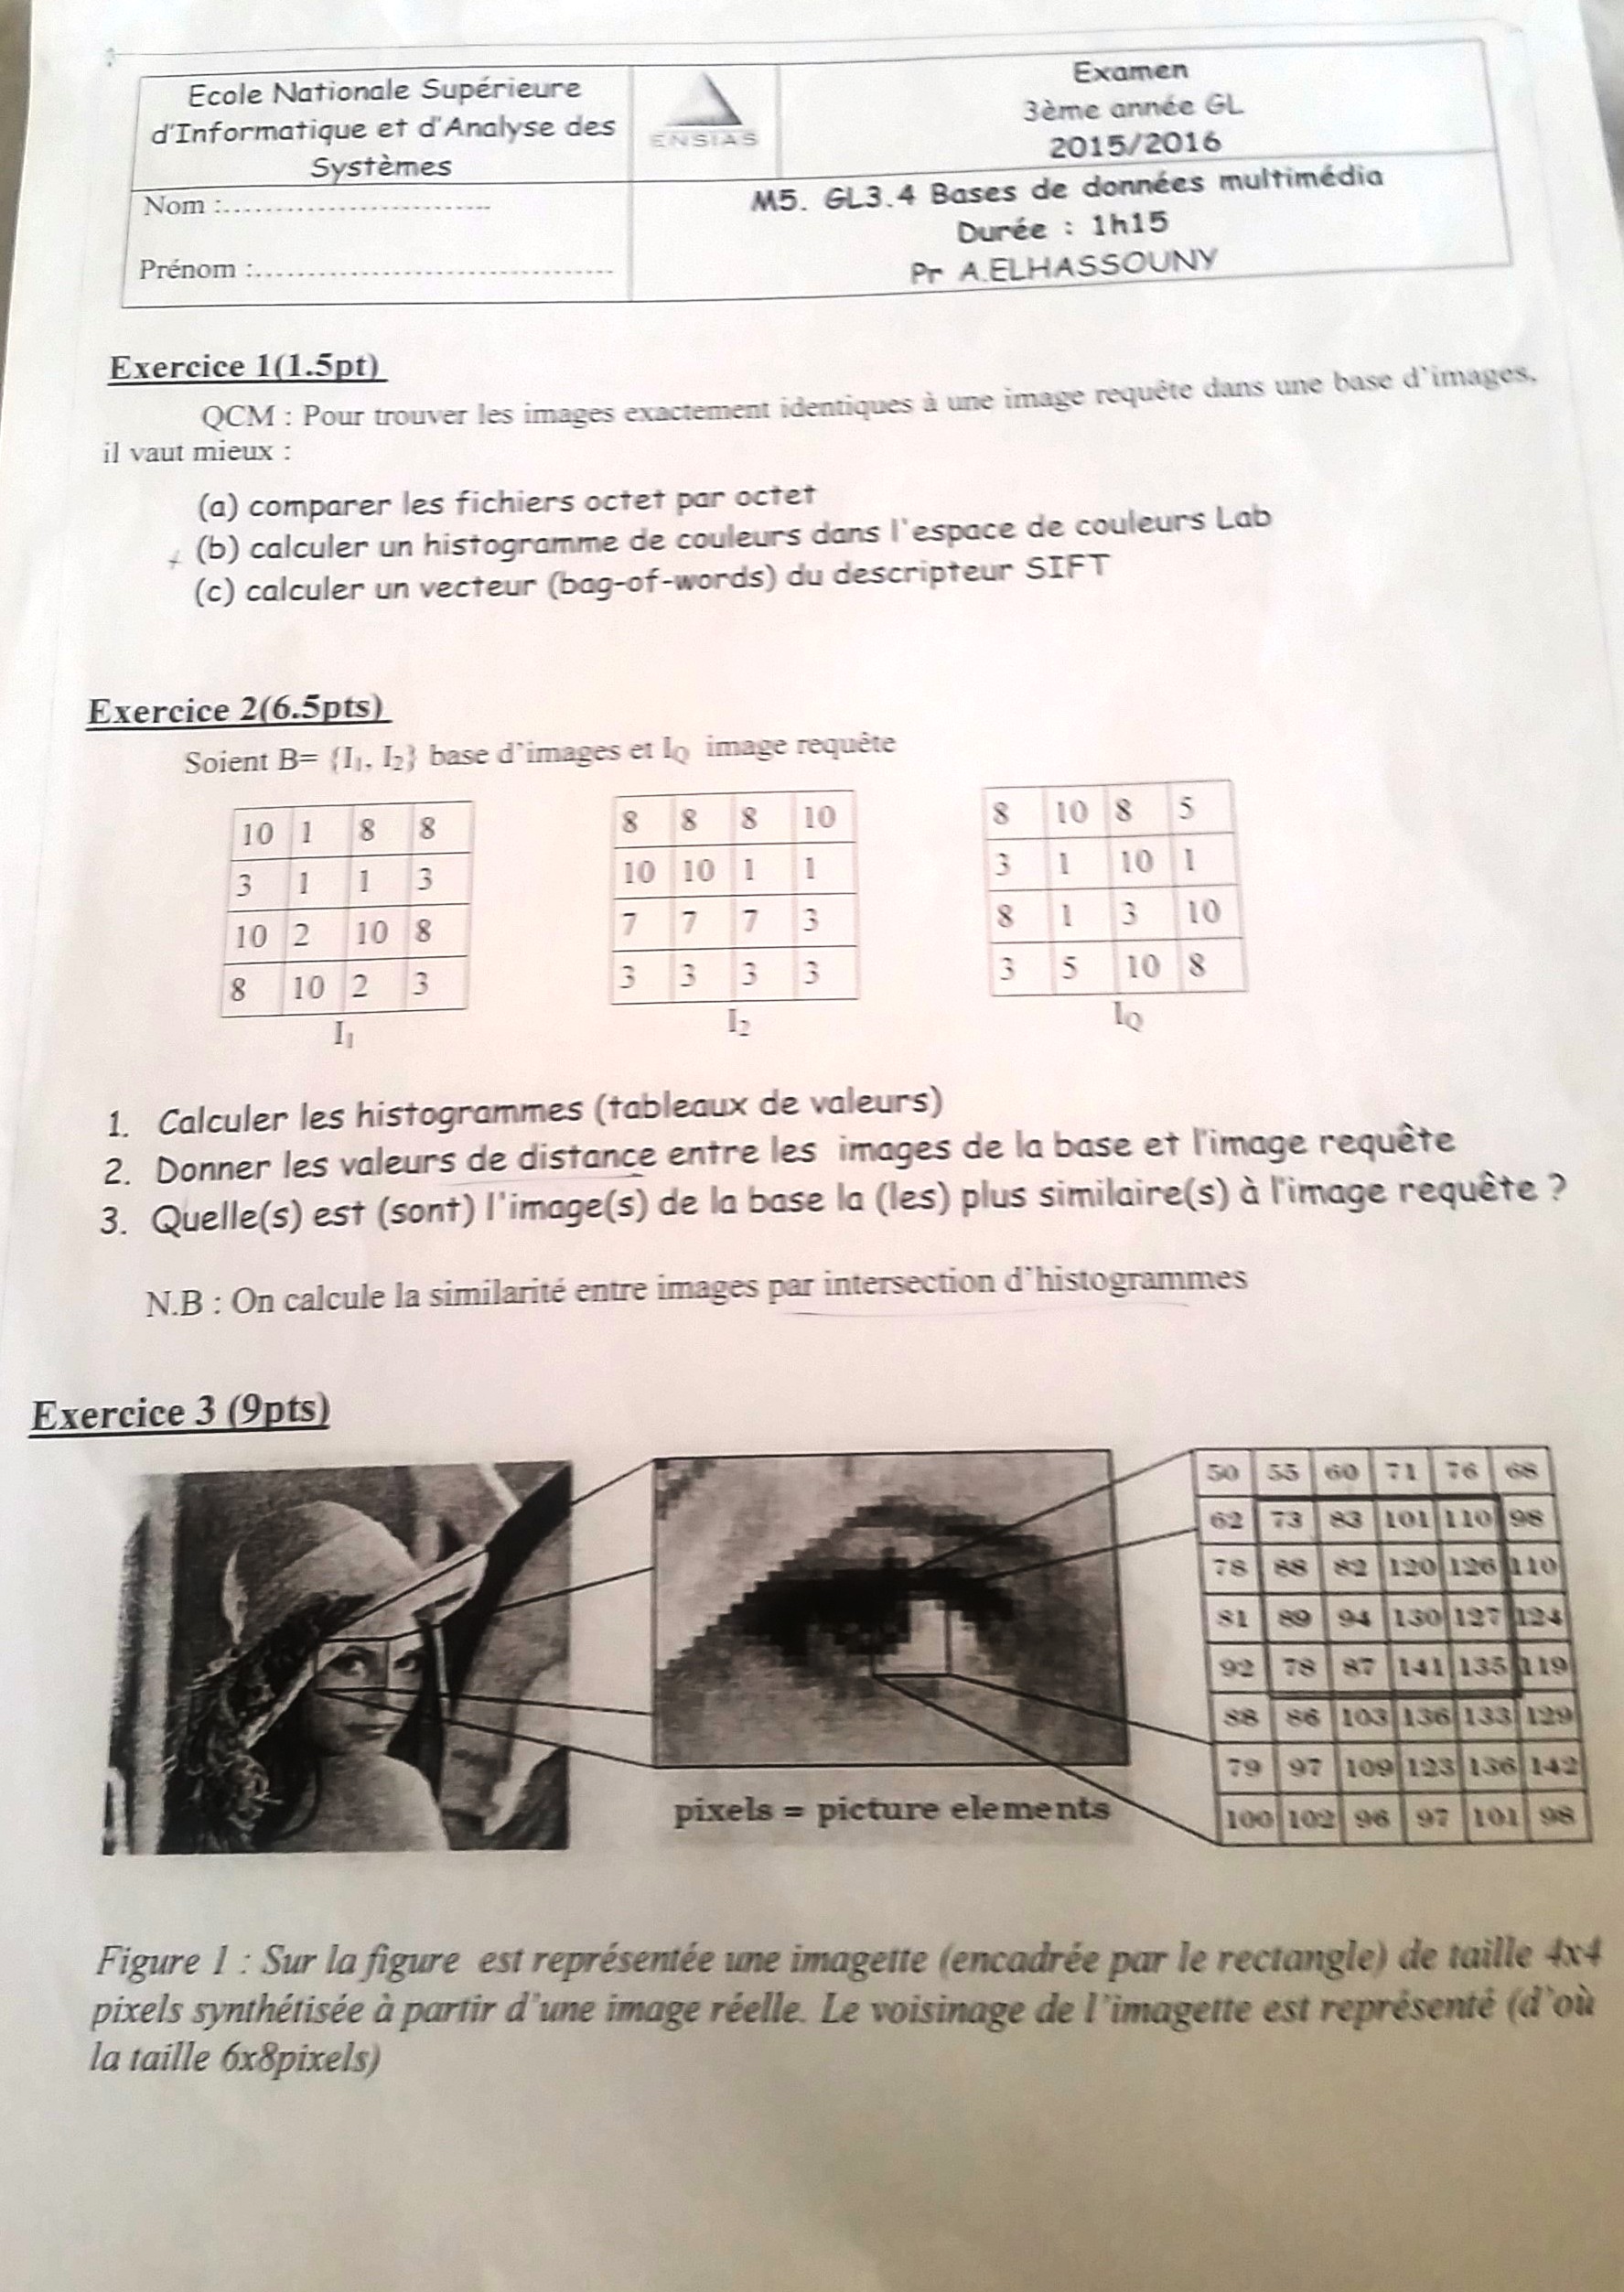 Ecole Nationale Supérieure
d'Informatique et d'Analyse des
Systèmes
ENSIAS
Examen
3ème année GL
2015/2016
Nom :..............................
Prénom :......................................
M5. GL3.4 Bases de données multimédia
Durée : 1h15
Pr A.ELHASSOUNY
Exercice 1(1.5pt)
QCM : Pour trouver les images exactement identiques à une image requête dans une base d'images,
il vaut mieux :
(a) comparer les fichiers octet par octet
(b) calculer un histogramme de couleurs dans l'espace de couleurs Lab
(c) calculer un vecteur (bag-of-words) du descripteur SIFT
Exercice 2(6.5pts)
Soient B= {I1, I2} base d'images et IQ image requête
10 1 8 8
3 1 1 3
10 2 10 8
8 10 2 3
I1
8 8 8 10
10 10 1 1
7 7 7 3
3 3 3 3
I2
8 10 8 5
3 1 10 1
8 1 3 10
3 5 10 8
IQ
1. Calculer les histogrammes (tableaux de valeurs)
2. Donner les valeurs de distance entre les images de la base et l'image requête
3. Quelle(s) est (sont) l'image(s) de la base la (les) plus similaire(s) à l'image requête ?
N.B : On calcule la similarité entre images par intersection d'histogrammes
Exercice 3 (9pts)
50 55 60 71 76 68
62 73 83 101 110 98
78 88 82 120 126 110
81 89 94 130 127 124
92 78 87 141 135 119
88 86 103 136 133 129
79 97 109 123 136 142
100 102 96 97 101 98
pixels = picture elements
Figure 1 : Sur la figure est représentée une imagette (encadrée par le rectangle) de taille 4x4
pixels synthétisée à partir d'une image réelle. Le voisinage de l'imagette est représenté (d'où
la taille 6x8pixels)